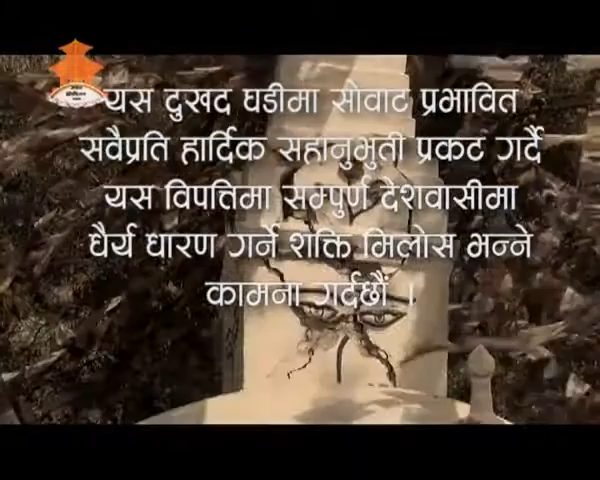 यस दुखद घडीमा सोवाट प्रभावित
सवैप्रति हार्दिक सहानुभुती प्रकट गर्दै
यस विपत्तिमा सम्पुर्ण देशवासीमा
धैर्य धारण गर्ने शक्ति मिलोस भन्ने
कामना गर्दछौं ।